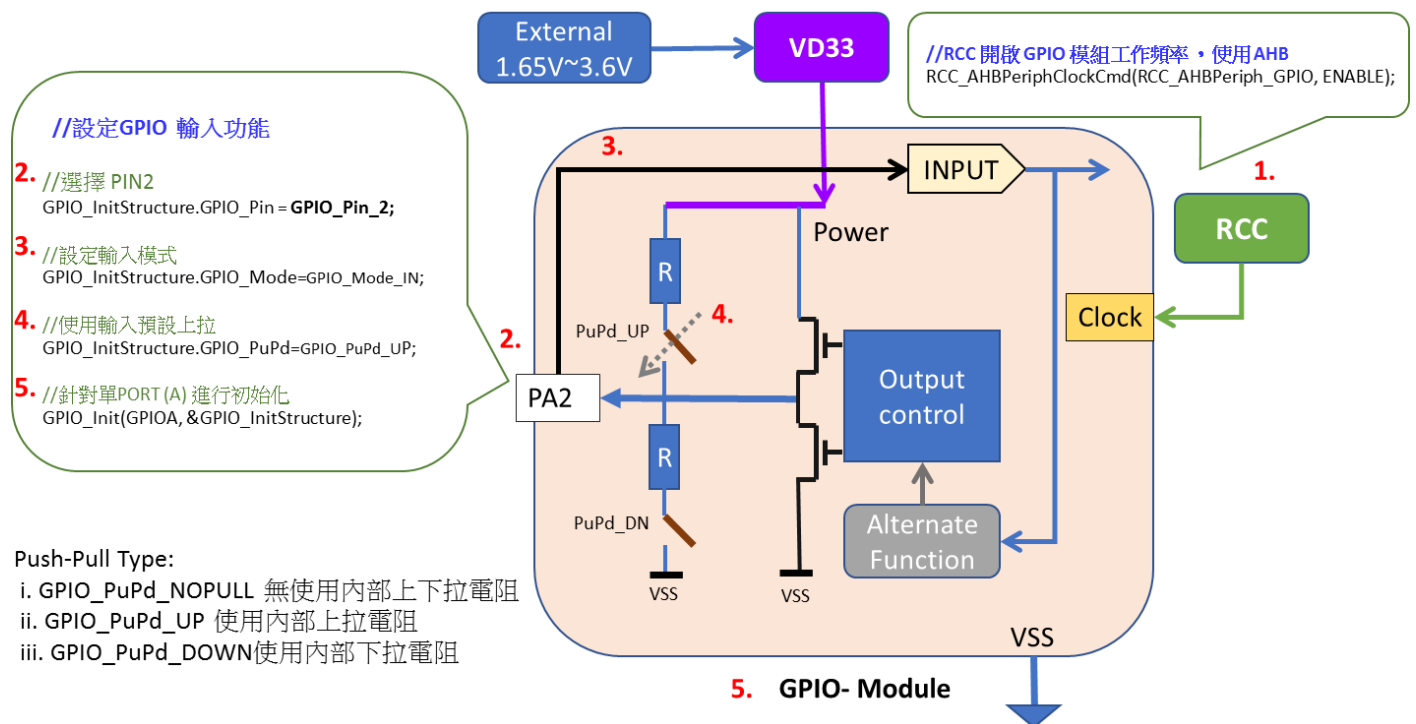 External
1.65V~3.6V
VD33
//RCC 開啟 GPIO 模組工作頻率，使用 AHB
RCC_AHBPeriphClockCmd(RCC_AHBPeriph_GPIO, ENABLE);
//設定GPIO 輸入功能
2. //選擇 PIN2
GPIO_InitStructure.GPIO_Pin = GPIO_Pin_2;
3. //設定輸入模式
GPIO_InitStructure.GPIO_Mode=GPIO_Mode_IN;
4. //使用輸入預設上拉
GPIO_InitStructure.GPIO_PuPd=GPIO_PuPd_UP;
5. //針對單PORT (A) 進行初始化
GPIO_Init(GPIOA, &GPIO_InitStructure);
3.
INPUT
1.
RCC
Power
R
Clock
PuPd_UP
4.
2.
PA2
Output
control
R
PuPd_DN
Alternate
Function
VSS
VSS
VSS
Push-Pull Type:
i. GPIO_PuPd_NOPULL 無使用內部上下拉電阻
ii. GPIO_PuPd_UP 使用內部上拉電阻
iii. GPIO_PuPd_DOWN使用內部下拉電阻
5. GPIO- Module